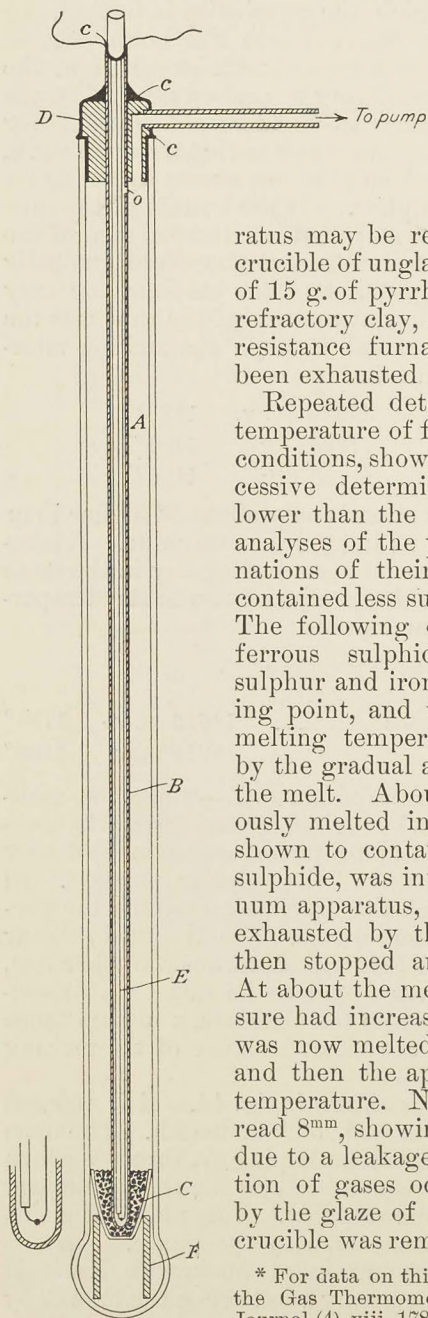 c
c
D
To pump
c
o
A
B
E
C
F
ratus may be re
crucible of ungla
of 15 g. of pyrrh
refractory clay,
resistance furna
been exhausted
Repeated det
temperature of f
conditions, show
cessive determi
lower than the
analyses of the
nations of their
contained less su
The following
ferrous sulphid
sulphur and iron
ing point, and
melting temper
by the gradual a
the melt. Abou
ously melted in
shown to conta
sulphide, was in
uum apparatus,
exhausted by th
then stopped an
At about the me
sure had increas
was now melted
and then the ap
temperature. N
read 8mm, showin
due to a leakage
tion of gases oc
by the glaze of
crucible was rem
* For data on thi
the Gas Thermome